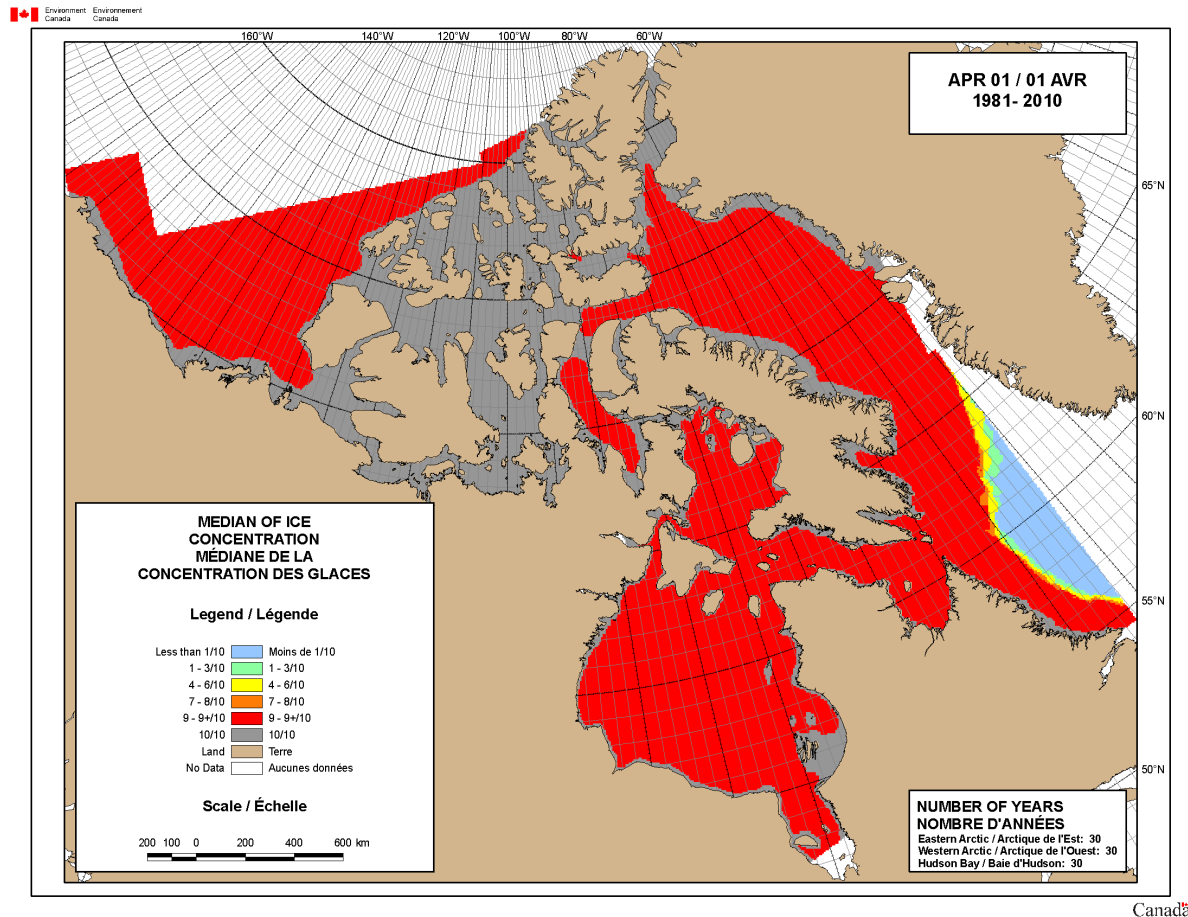 Environment Environnement
Canada Canada
160°W 140°W 120°W 100°W 80°W 60°W
APR 01 / 01 AVR
1981- 2010
65°N
60°N
55°N
50°N
MEDIAN OF ICE
CONCENTRATION
MÉDIANE DE LA
CONCENTRATION DES GLACES
Legend / Légende
Less than 1/10 Moins de 1/10
1 - 3/10 1 - 3/10
4 - 6/10 4 - 6/10
7 - 8/10 7 - 8/10
9 - 9+/10 9 - 9+/10
10/10 10/10
Land Terre
No Data Aucunes données
Scale / Échelle
200 100 0 200 400 600 km
NUMBER OF YEARS
NOMBRE D'ANNÉES
Eastern Arctic / Arctique de l'Est: 30
Western Arctic / Arctique de l'Ouest: 30
Hudson Bay / Baie d'Hudson: 30
Canada